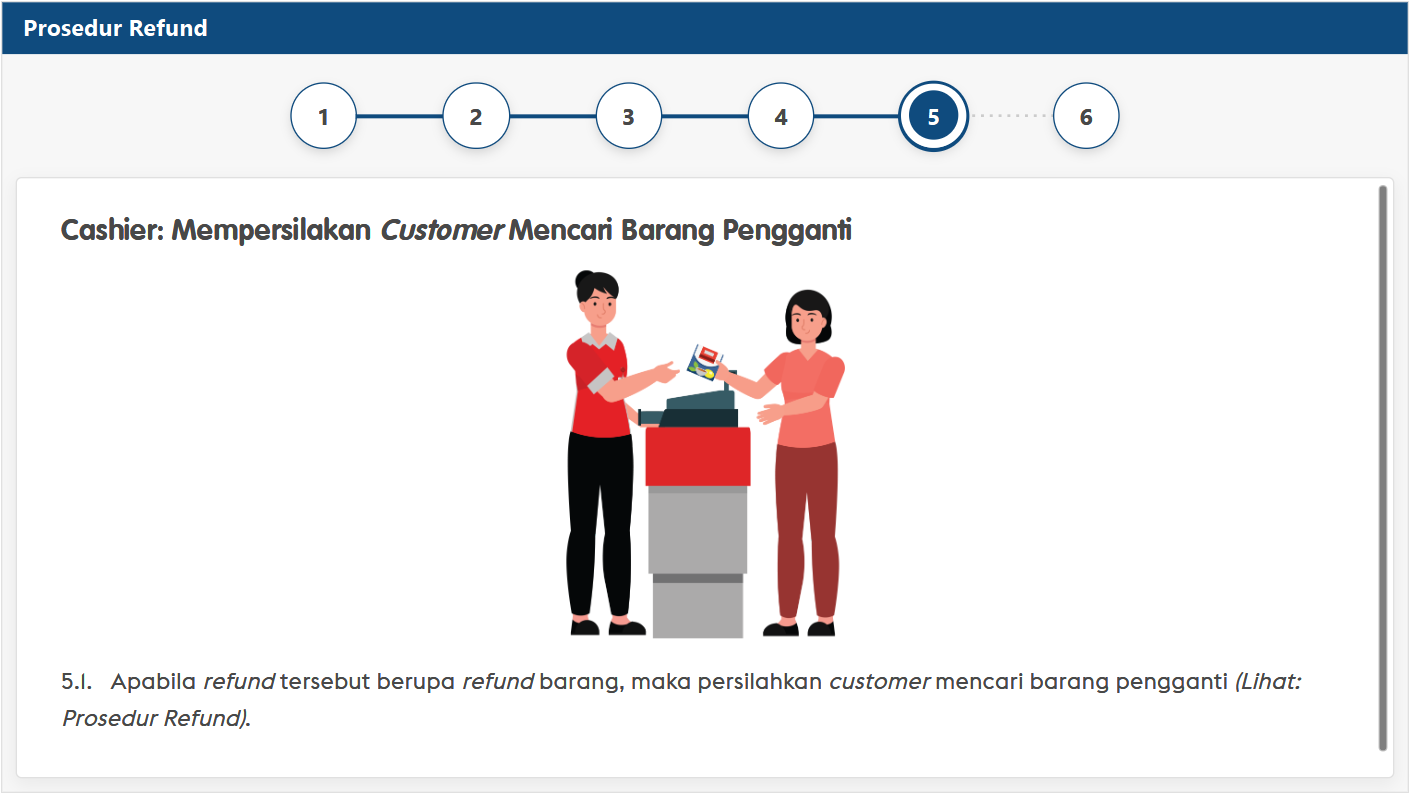 Prosedur Refund
1 2 3 4 5 6
Cashier: Mempersilakan Customer Mencari Barang Pengganti
5.1. Apabila refund tersebut berupa refund barang, maka persilahkan customer mencari barang pengganti (Lihat:
Prosedur Refund).